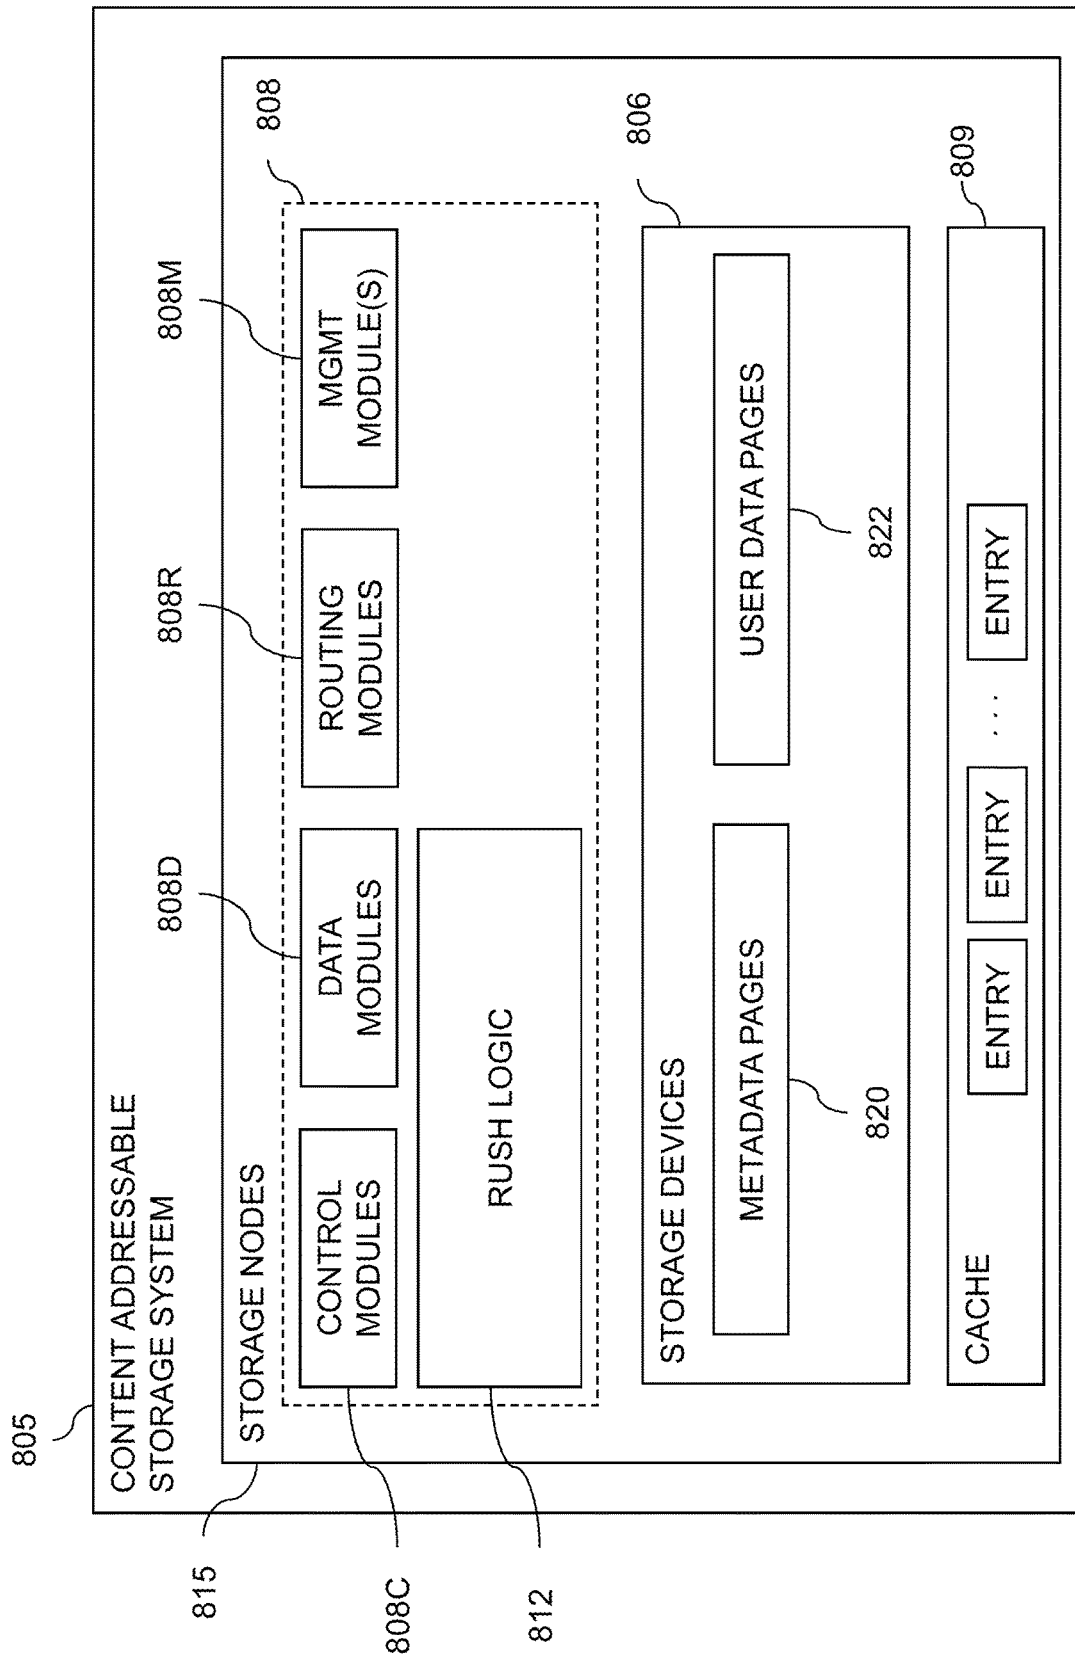 805
CONTENT ADDRESSABLE
STORAGE SYSTEM
815
STORAGE NODES
808
808C
CONTROL
MODULES
808D
DATA
MODULES
808R
ROUTING
MODULES
808M
MGMT
MODULE(S)
812
RUSH LOGIC
806
STORAGE DEVICES
METADATA PAGES
820
USER DATA PAGES
822
809
CACHE
ENTRY
ENTRY
. . .
ENTRY